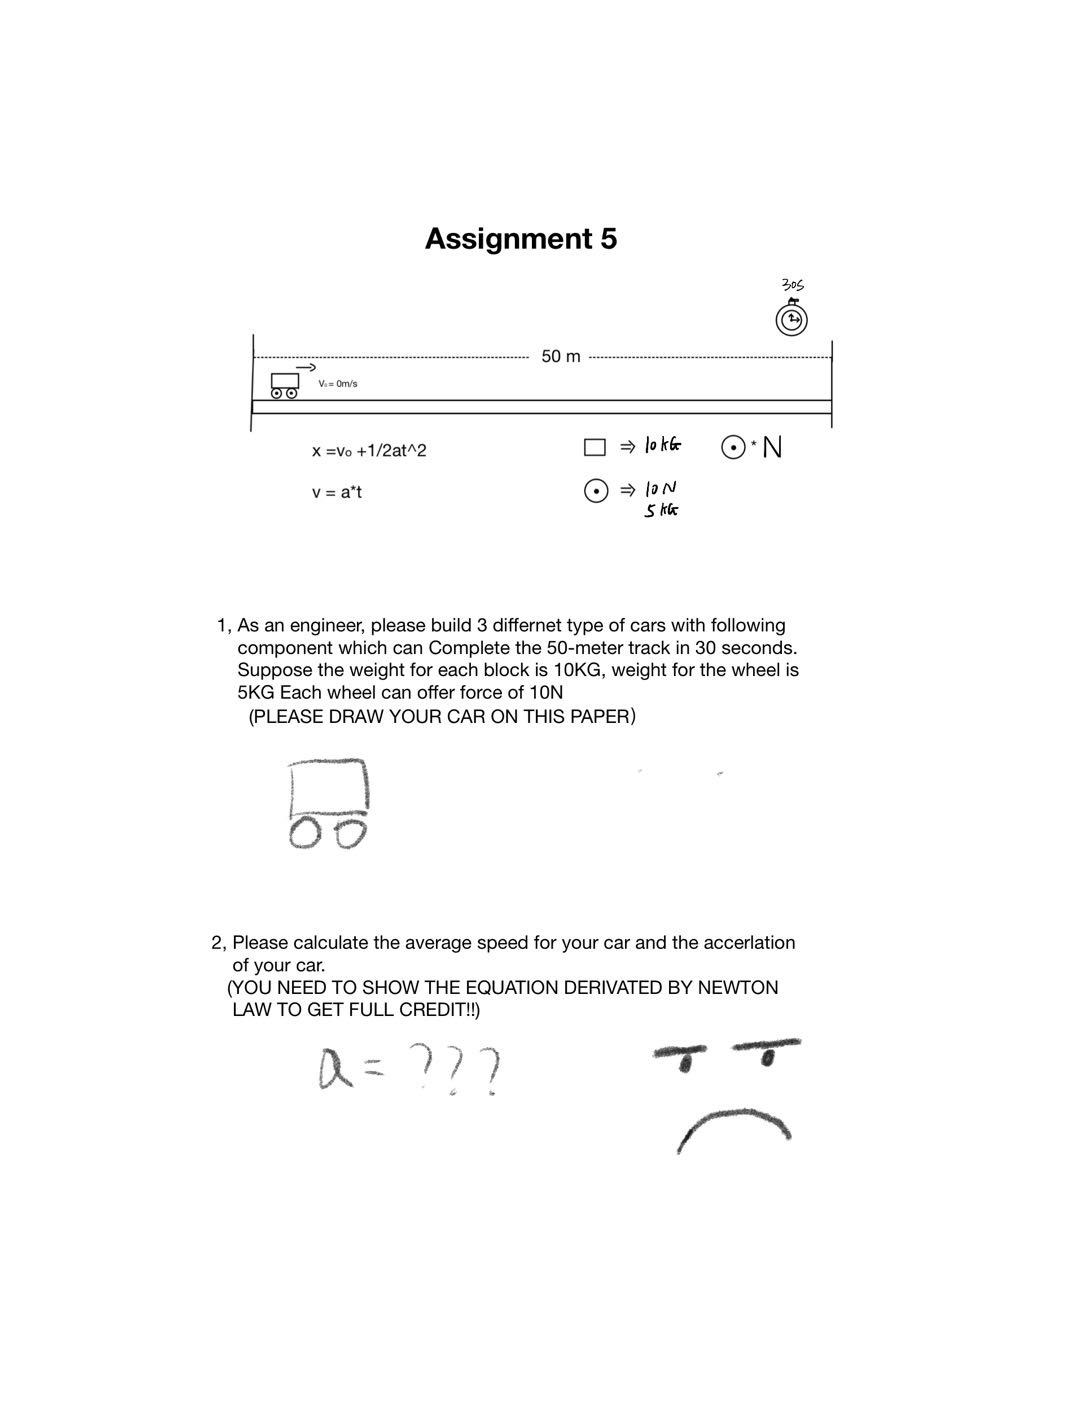 Assignment 5
30s
50 m
V₀ = 0m/s
x =v₀ +1/2at^2
⇒ 10KG
* N
v = a*t
⇒ 10N
5KG
1, As an engineer, please build 3 differnet type of cars with following
component which can Complete the 50-meter track in 30 seconds.
Suppose the weight for each block is 10KG, weight for the wheel is
5KG Each wheel can offer force of 10N
(PLEASE DRAW YOUR CAR ON THIS PAPER)
2, Please calculate the average speed for your car and the accerlation
of your car.
(YOU NEED TO SHOW THE EQUATION DERIVATED BY NEWTON
LAW TO GET FULL CREDIT!!)
a = ???